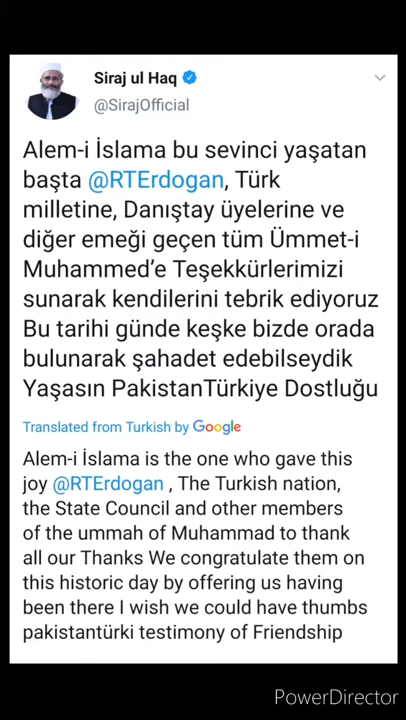 Siraj ul Haq
@SirajOfficial
Alem-i İslama bu sevinci yaşatan
başta @RTErdogan, Türk
milletine, Danıştay üyelerine ve
diğer emeği geçen tüm Ümmet-i
Muhammed’e Teşekkürlerimizi
sunarak kendilerini tebrik ediyoruz
Bu tarihi günde keşke bizde orada
bulunarak şahadet edebilseydik
Yaşasın PakistanTürkiye Dostluğu
Translated from Turkish by Google
Alem-i İslama is the one who gave this
joy @RTErdogan , The Turkish nation,
the State Council and other members
of the ummah of Muhammad to thank
all our Thanks We congratulate them on
this historic day by offering us having
been there I wish we could have thumbs
pakistantürki testimony of Friendship
PowerDirector